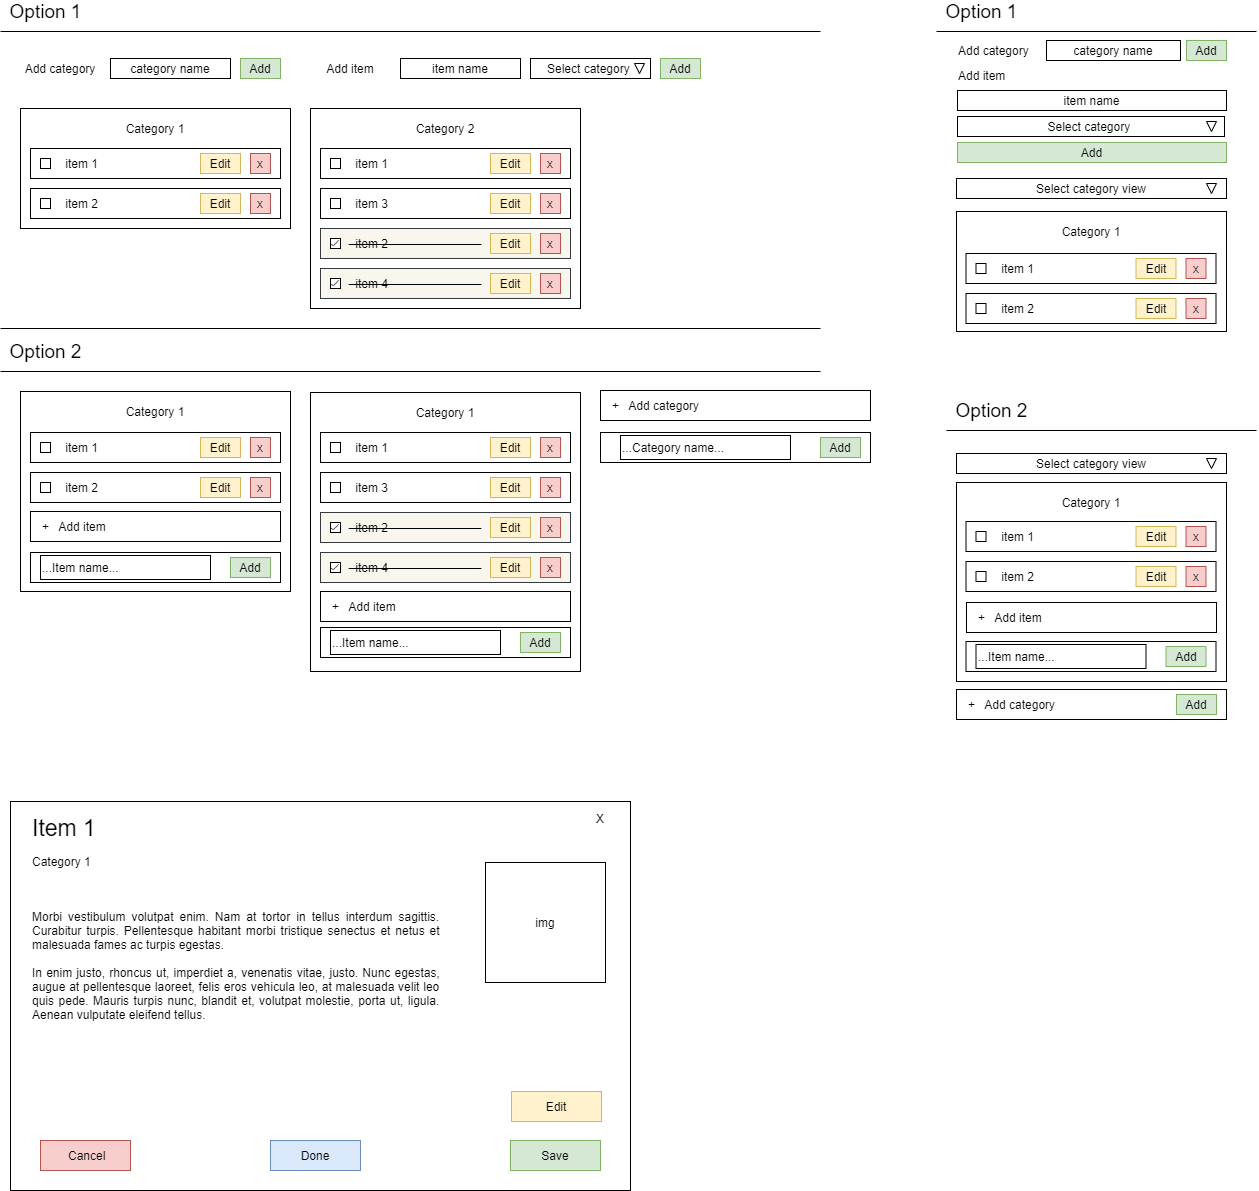 Option 1
Add category category name Add Add item item name Select category Add
Category 1
item 1 Edit x
item 2 Edit x
Category 2
item 1 Edit x
item 3 Edit x
item 2 Edit x
item 4 Edit x
Option 2
Category 1
item 1 Edit x
item 2 Edit x
+ Add item
...Item name... Add
Category 1
item 1 Edit x
item 3 Edit x
item 2 Edit x
item 4 Edit x
+ Add item
...Item name... Add
+ Add category
...Category name... Add
Option 1
Add category category name Add
Add item
item name
Select category
Add
Select category view
Category 1
item 1 Edit x
item 2 Edit x
Option 2
Select category view
Category 1
item 1 Edit x
item 2 Edit x
+ Add item
...Item name... Add
+ Add category Add
Item 1 X
Category 1
img
Morbi vestibulum volutpat enim. Nam at tortor in tellus interdum sagittis.
Curabitur turpis. Pellentesque habitant morbi tristique senectus et netus et
malesuada fames ac turpis egestas.
In enim justo, rhoncus ut, imperdiet a, venenatis vitae, justo. Nunc egestas,
augue at pellentesque laoreet, felis eros vehicula leo, at malesuada velit leo
quis pede. Mauris turpis nunc, blandit et, volutpat molestie, porta ut, ligula.
Aenean vulputate eleifend tellus.
Edit
Cancel Done Save